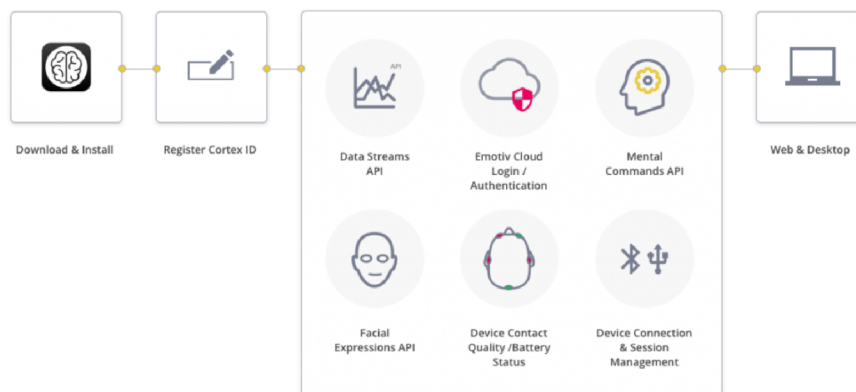 Download & Install
Register Cortex ID
API
Data Streams
API
Emotiv Cloud
Login /
Authentication
Mental
Commands API
Facial
Expressions API
Device Contact
Quality /Battery
Status
Device Connection
& Session
Management
Web & Desktop